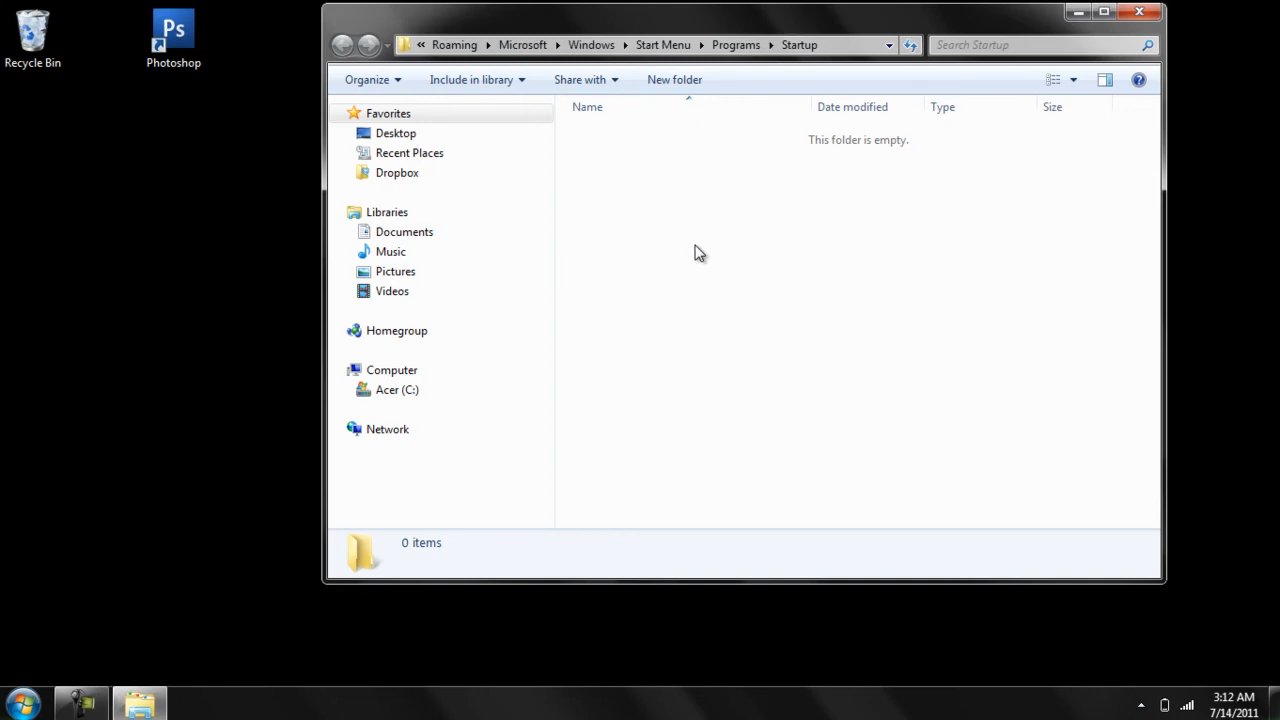 Recycle Bin
Ps
Photoshop
« Roaming Microsoft Windows Start Menu Programs Startup
Search Startup
Organize Include in library Share with New folder
Name Date modified Type Size
This folder is empty.
Favorites
Desktop
Recent Places
Dropbox
Libraries
Documents
Music
Pictures
Videos
Homegroup
Computer
Acer (C:)
Network
0 items
3:12 AM
7/14/2011